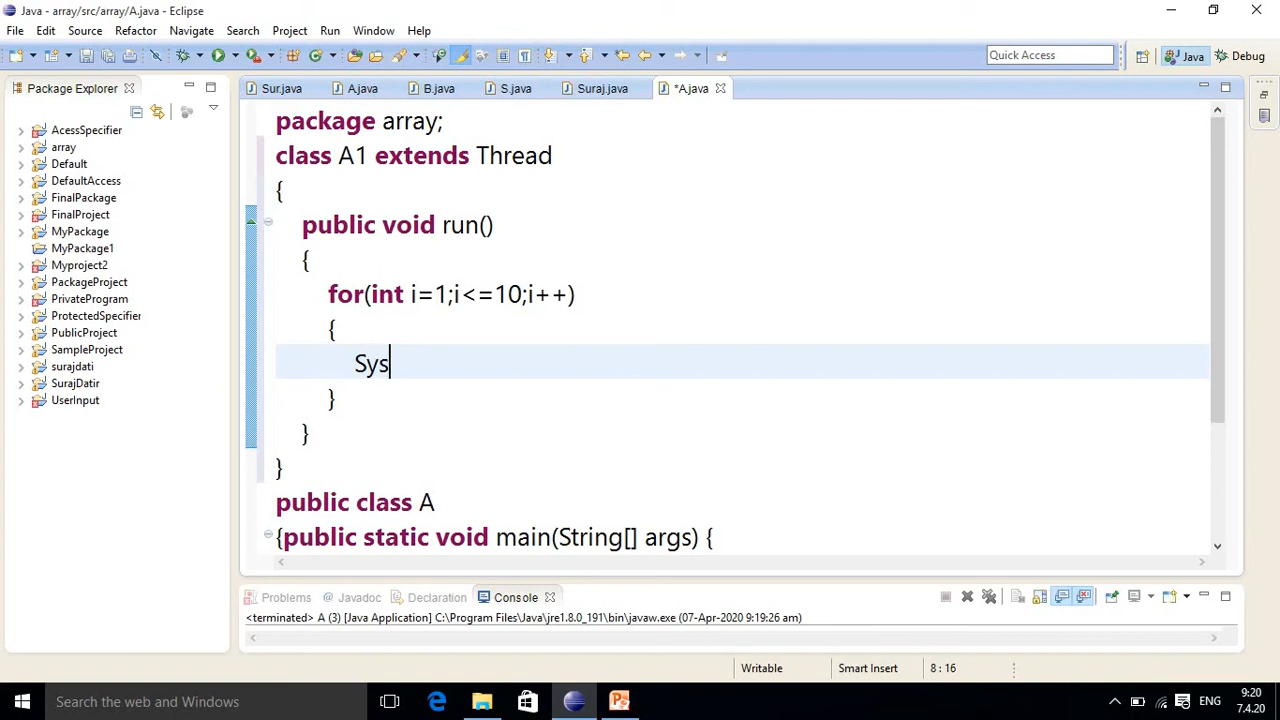 Java - array/src/array/A.java - Eclipse
File Edit Source Refactor Navigate Search Project Run Window Help
Quick Access
Java
Debug
Package Explorer
Sur.java
A.java
B.java
S.java
Suraj.java
*A.java
AcessSpecifier
array
Default
DefaultAccess
FinalPackage
FinalProject
MyPackage
MyPackage1
Myproject2
PackageProject
PrivateProgram
ProtectedSpecifier
PublicProject
SampleProject
surajdati
SurajDatir
UserInput
package array;
class A1 extends Thread
{
public void run()
{
for(int i=1;i<=10;i++)
{
Sys
}
}
}
public class A
{public static void main(String[] args) {
Problems
Javadoc
Declaration
Console
<terminated> A (3) [Java Application] C:\Program Files\Java\jre1.8.0_191\bin\javaw.exe (07-Apr-2020 9:19:26 am)
Writable
Smart Insert
8 : 16
Search the web and Windows
ENG
9:20
7.4.20